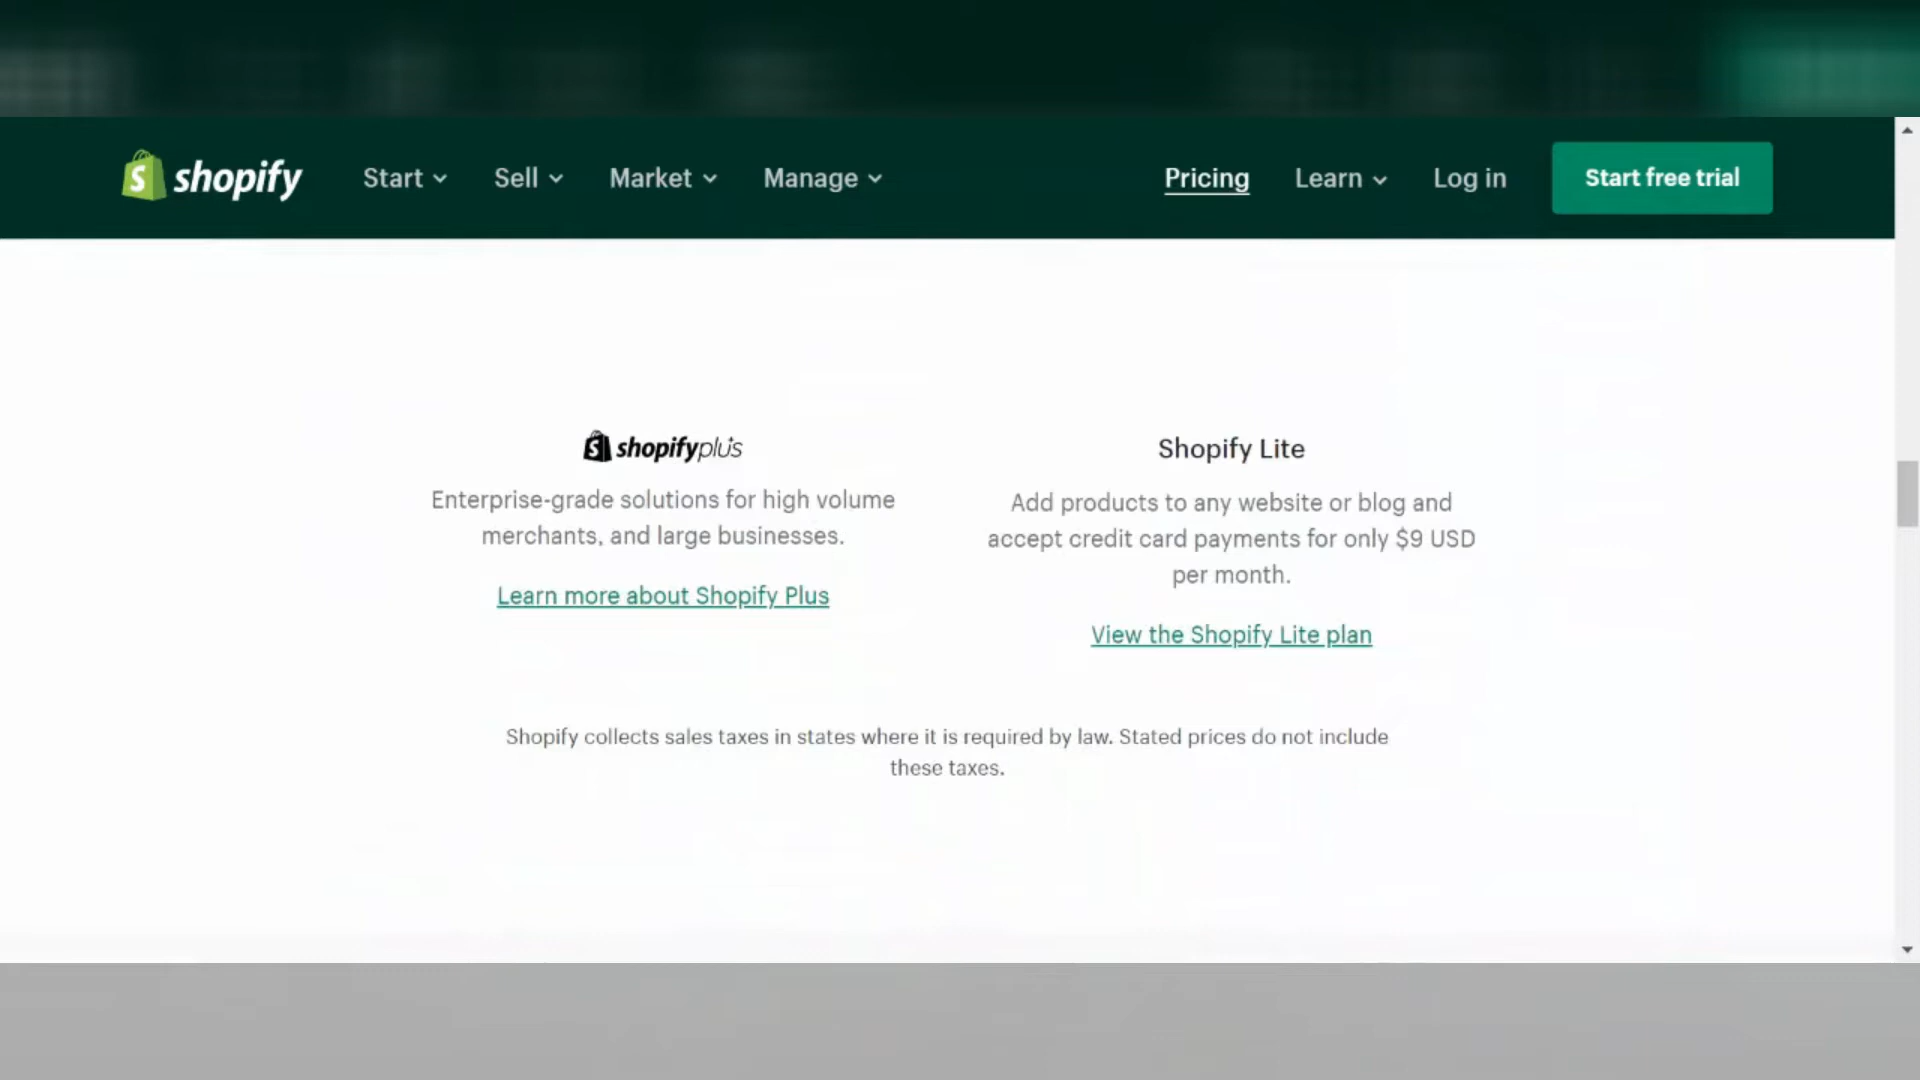 shopify Start Sell Market Manage Pricing Learn Log in Start free trial
shopifyplus
Enterprise-grade solutions for high volume
merchants, and large businesses.
Learn more about Shopify Plus
Shopify Lite
Add products to any website or blog and
accept credit card payments for only $9 USD
per month.
View the Shopify Lite plan
Shopify collects sales taxes in states where it is required by law. Stated prices do not include
these taxes.